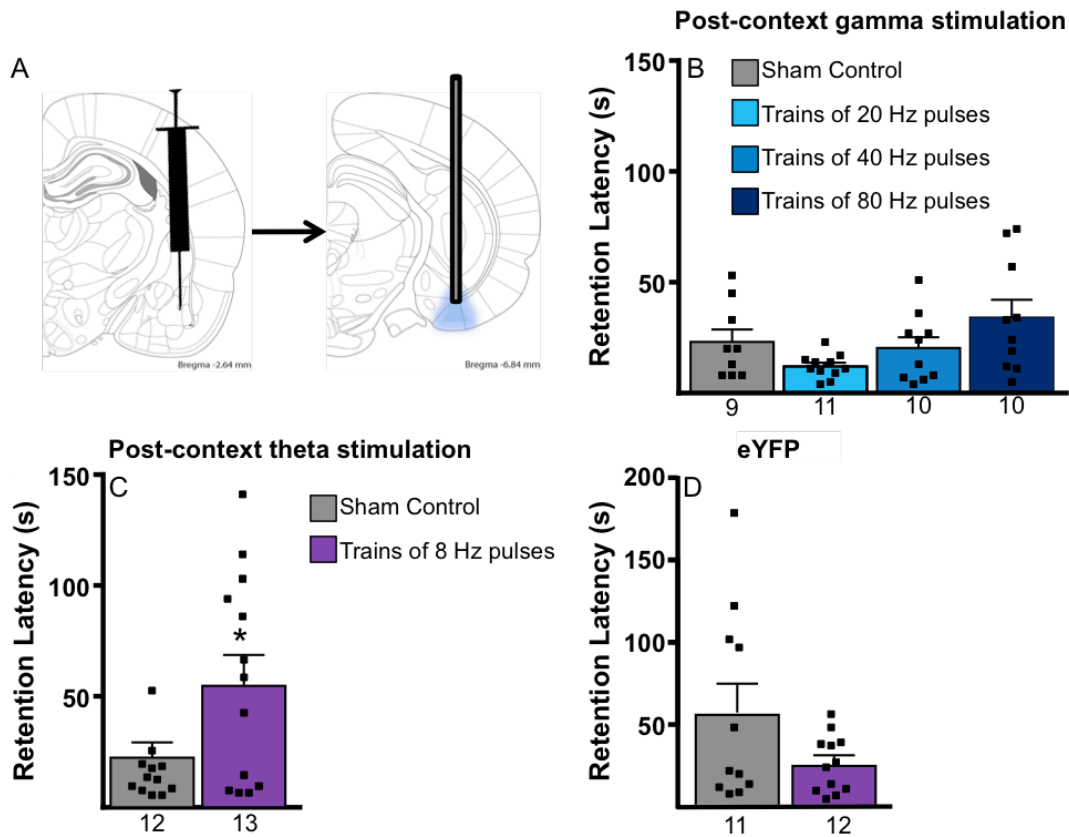 A
Bregma -2.64 mm
Bregma -6.84 mm
Post-context gamma stimulation
B
Retention Latency (s)
150
100
50
Sham Control
Trains of 20 Hz pulses
Trains of 40 Hz pulses
Trains of 80 Hz pulses
9 11 10 10
Post-context theta stimulation
C
Retention Latency (s)
150
100
50
Sham Control
Trains of 8 Hz pulses
*
12 13
eYFP
D
Retention Latency (s)
200
150
100
50
11 12